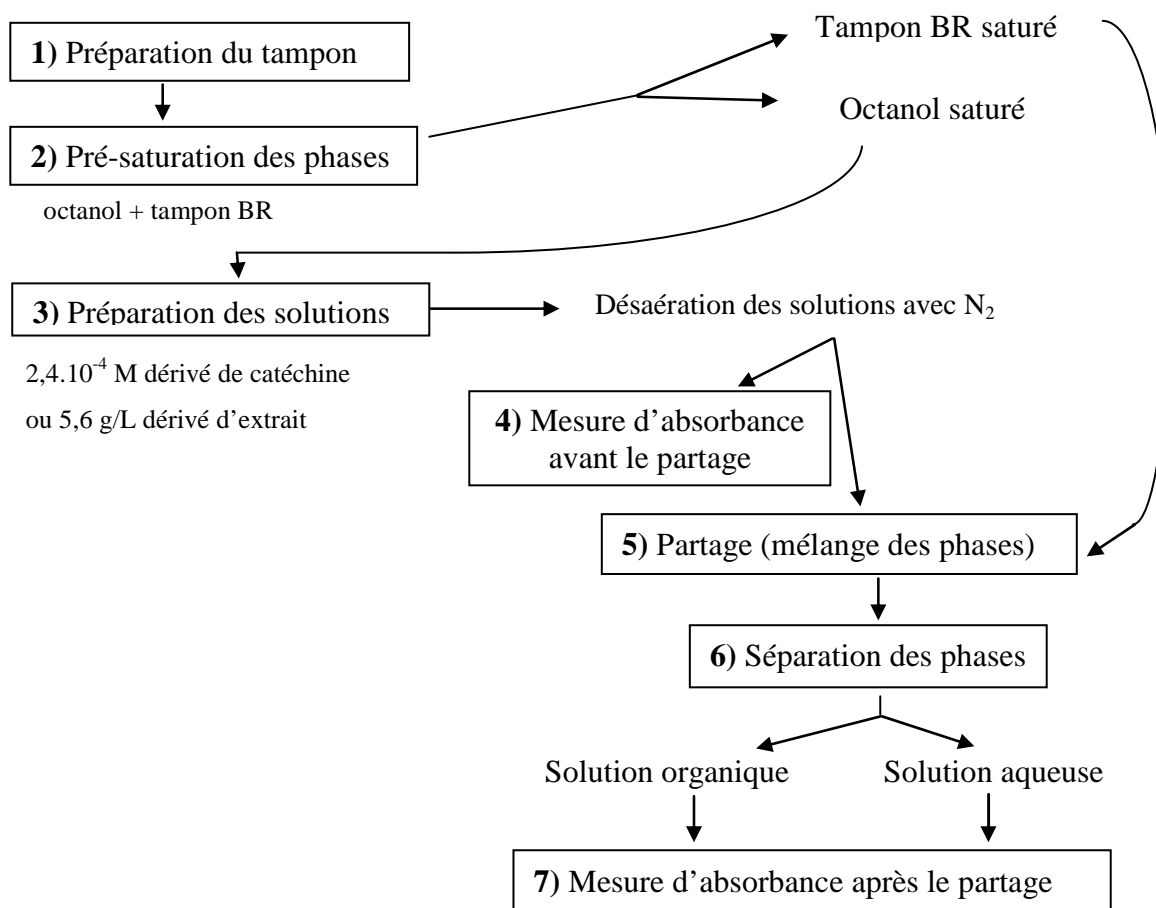 1) Préparation du tampon
Tampon BR saturé
Octanol saturé
2) Pré-saturation des phases
octanol + tampon BR
3) Préparation des solutions
Désaération des solutions avec N₂
2,4.10⁻⁴ M dérivé de catéchine
ou 5,6 g/L dérivé d'extrait
4) Mesure d'absorbance
avant le partage
5) Partage (mélange des phases)
6) Séparation des phases
Solution organique
Solution aqueuse
7) Mesure d'absorbance après le partage